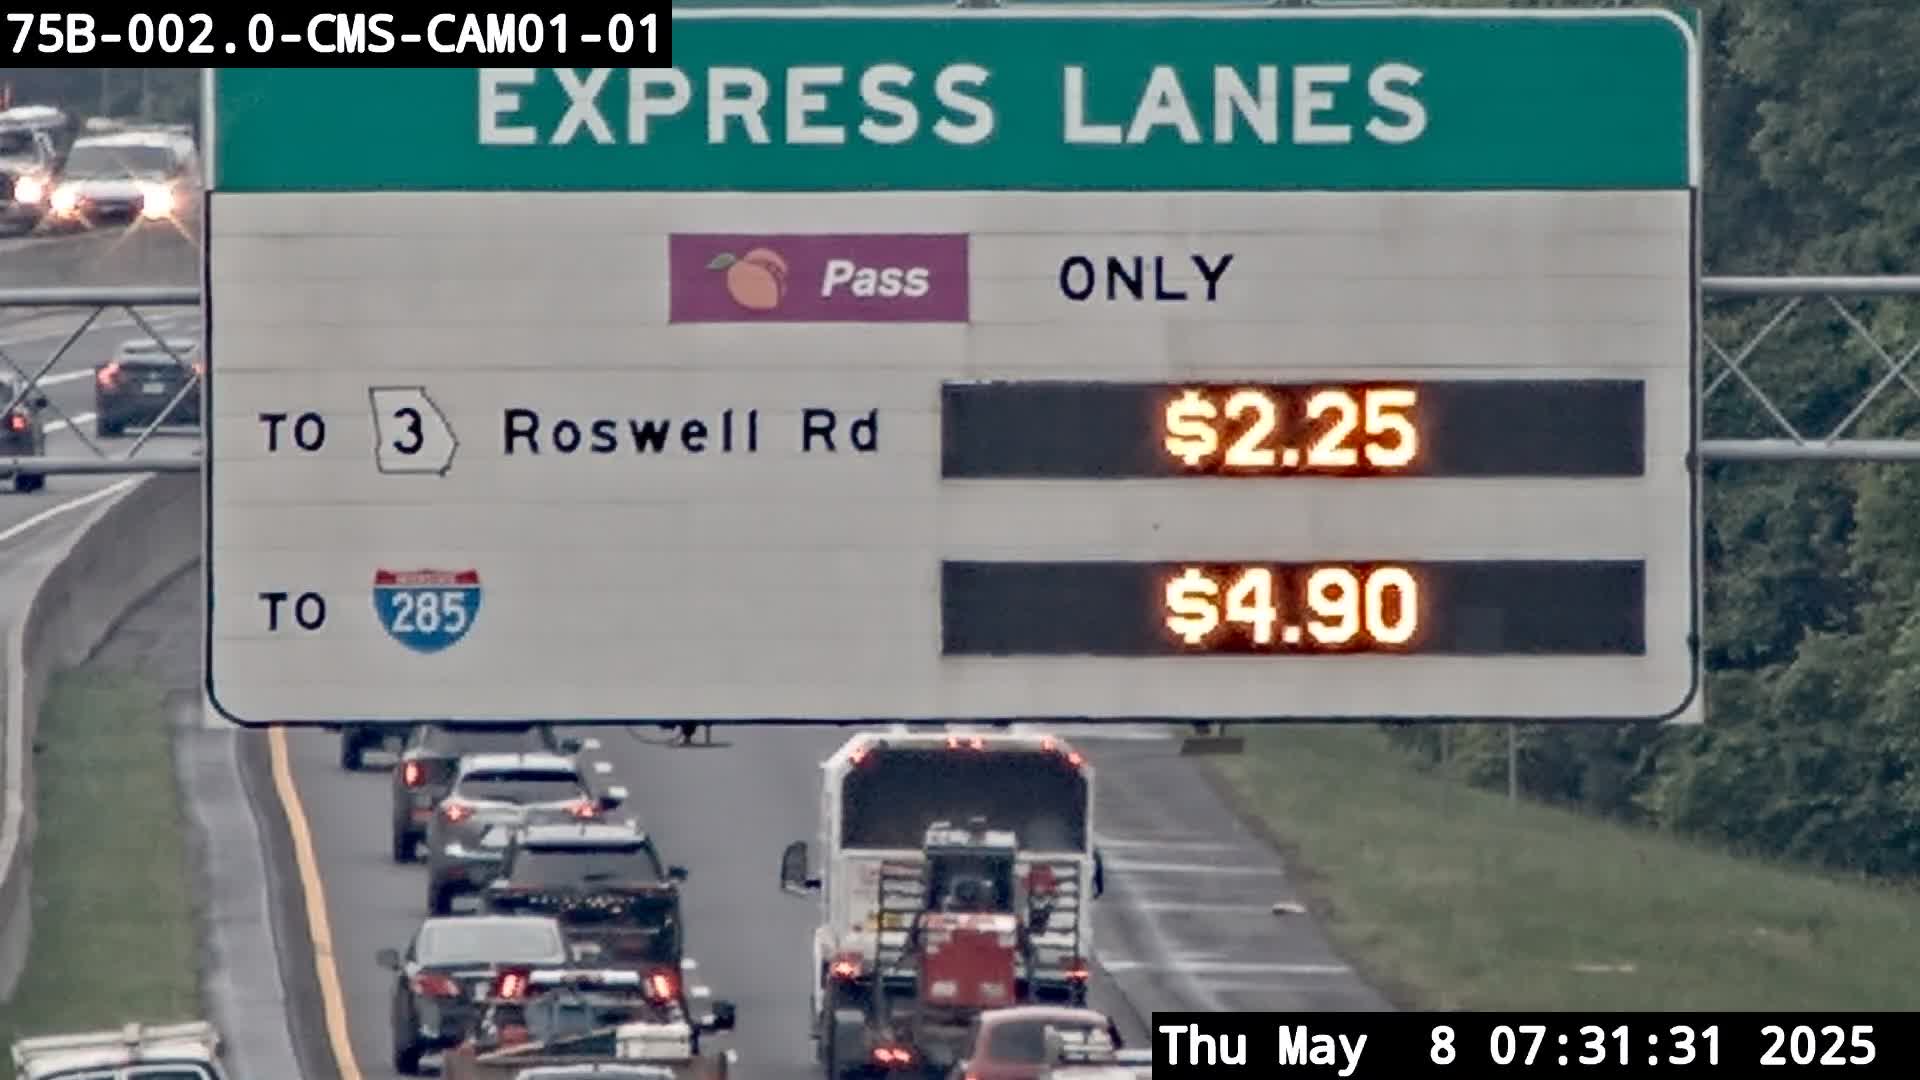 75B-002.0-CMS-CAM01-01
EXPRESS LANES
Pass ONLY
TO 3 Roswell Rd $2.25
TO 285 $4.90
Thu May 8 07:31:31 2025